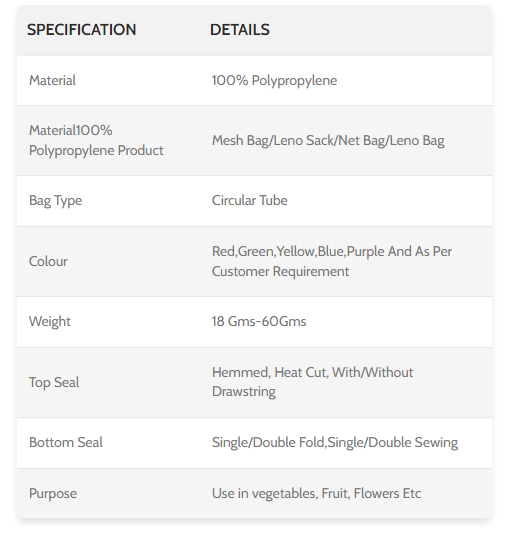 SPECIFICATION DETAILS
Material 100% Polypropylene
Material100%
Polypropylene Product
Mesh Bag/Leno Sack/Net Bag/Leno Bag
Bag Type Circular Tube
Colour
Red,Green,Yellow,Blue,Purple And As Per
Customer Requirement
Weight 18 Gms-60Gms
Top Seal
Hemmed, Heat Cut, With/Without
Drawstring
Bottom Seal Single/Double Fold,Single/Double Sewing
Purpose Use in vegetables, Fruit, Flowers Etc